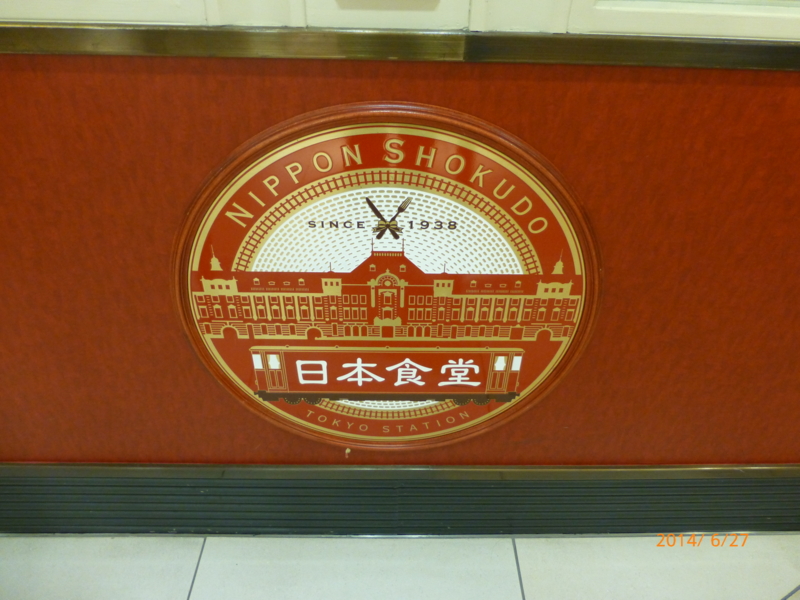 NIPPON SHOKUDO
SINCE 1938
日本食堂
TOKYO STATION
2014/ 6/27